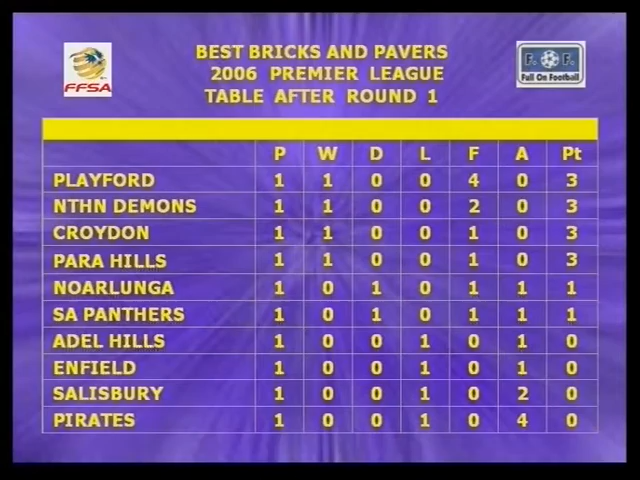 FFSA
BEST BRICKS AND PAVERS
2006 PREMIER LEAGUE
TABLE AFTER ROUND 1
F. F.
Full On Football
P W D L F A Pt
PLAYFORD 1 1 0 0 4 0 3
NTHN DEMONS 1 1 0 0 2 0 3
CROYDON 1 1 0 0 1 0 3
PARA HILLS 1 1 0 0 1 0 3
NOARLUNGA 1 0 1 0 1 1 1
SA PANTHERS 1 0 1 0 1 1 1
ADEL HILLS 1 0 0 1 0 1 0
ENFIELD 1 0 0 1 0 1 0
SALISBURY 1 0 0 1 0 2 0
PIRATES 1 0 0 1 0 4 0